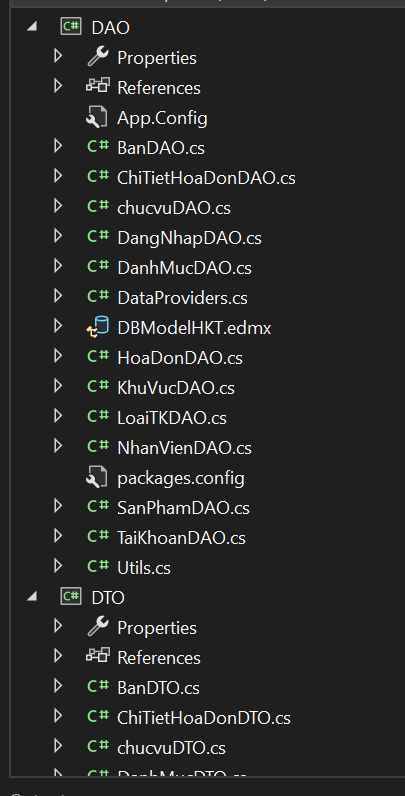 C# DAO
Properties
References
App.Config
C# BanDAO.cs
C# ChiTietHoaDonDAO.cs
C# chucvuDAO.cs
C# DangNhapDAO.cs
C# DanhMucDAO.cs
C# DataProviders.cs
DBModelHKT.edmx
C# HoaDonDAO.cs
C# KhuVucDAO.cs
C# LoaiTKDAO.cs
C# NhanVienDAO.cs
packages.config
C# SanPhamDAO.cs
C# TaiKhoanDAO.cs
C# Utils.cs
C# DTO
Properties
References
C# BanDTO.cs
C# ChiTietHoaDonDTO.cs
C# chucvuDTO.cs
C# DanhMucDTO.cs